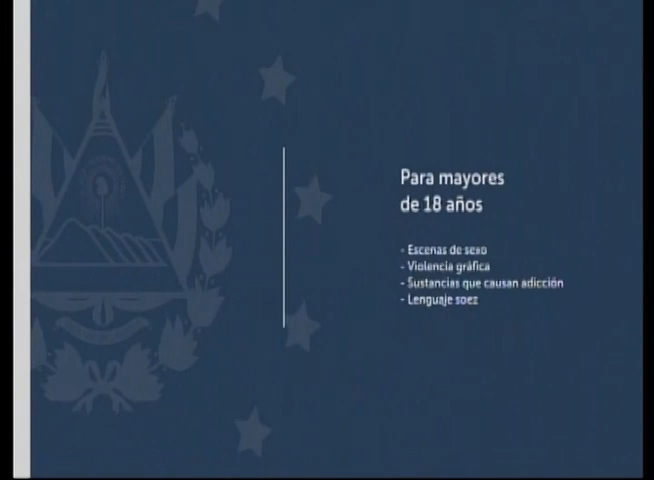 Para mayores
de 18 años
- Escenas de sexo
- Violencia gráfica
- Sustancias que causan adicción
- Lenguaje soez